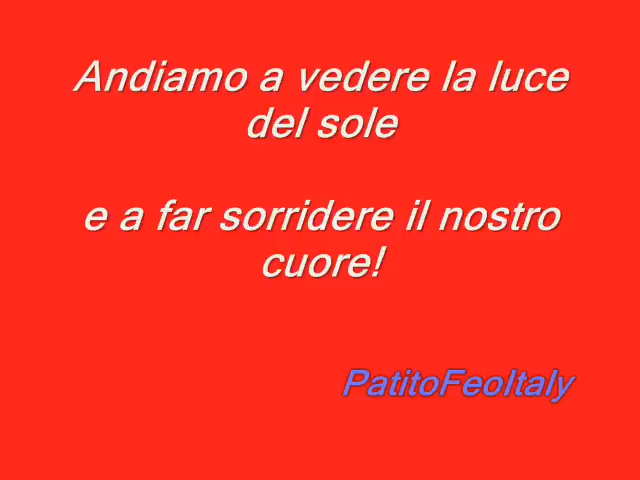 Andiamo a vedere la luce
del sole
e a far sorridere il nostro
cuore!
PatitoFeoItaly